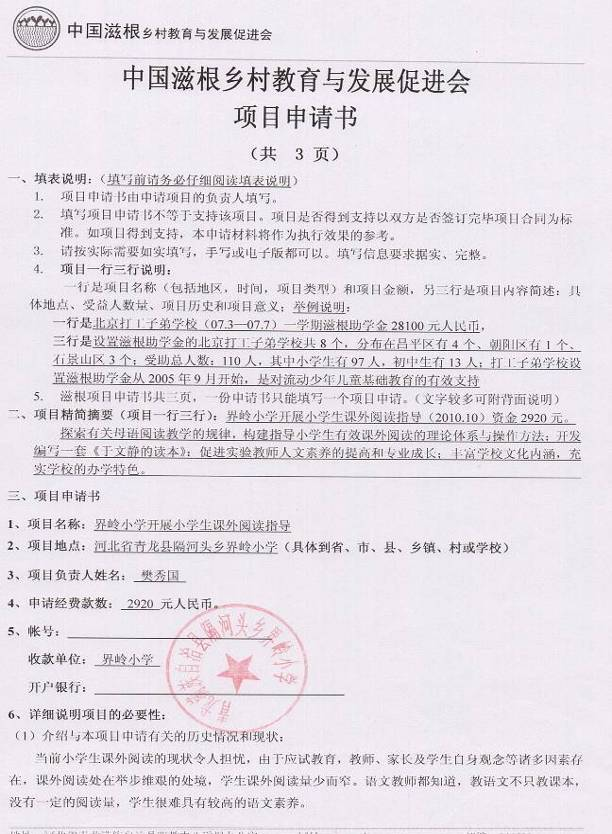 中国滋根乡村教育与发展促进会
中国滋根乡村教育与发展促进会
项目申请书
（共 3 页）
一、填表说明：（填写前请务必仔细阅读填表说明）
1. 项目申请书由申请项目的负责人填写。
2. 填写项目申请书不等于支持该项目。项目是否得到支持以双方是否签订完毕项目合同为标
准。如项目得到支持，本申请材料将作为执行效果的参考。
3. 请按实际需要如实填写，手写或电子版都可以。填写信息要求据实、完整。
4. 项目一行三行说明：
一行是项目名称（包括地区，时间，项目类型）和项目金额，另三行是项目内容简述：具
体地点、受益人数量、项目历史和项目意义；举例说明：
一行是北京打工子弟学校（07.3—07.7）一学期滋根助学金 28100 元人民币，
三行是设置滋根助学金的北京打工子弟学校共 8 个，分布在昌平区有 4 个、朝阳区有 1 个、
石景山区 3 个；受助总人数：110 人，其中小学生有 97 人，初中生有 13 人；打工子弟学校设
置滋根助学金从 2005 年 9 月开始，是对流动少年儿童基础教育的有效支持
5. 滋根项目申请书共三页，一份申请书只能填写一个项目申请。（文字较多可附背面说明）
二、项目精简摘要（项目一行三行）：界岭小学开展小学生课外阅读指导（2010.10）资金 2920 元。
探索有关母语阅读教学的规律，构建指导小学生有效课外阅读的理论体系与操作方法；开发
编写一套《于文静的读本》；促进实验教师人文素养的提高和专业成长；丰富学校文化内涵，充
实学校的办学特色。
三、项目申请书
1、项目名称：界岭小学开展小学生课外阅读指导
2、项目地点：河北省青龙县隔河头乡界岭小学（具体到省、市、县、乡镇、村或学校）
3、项目负责人姓名： 樊秀国
4、申请经费款数： 2920 元人民币。
5、帐号：
收款单位： 界岭小学
开户银行：
青龙满族自治县隔河头乡界岭小学
6、详细说明项目的必要性：
（1）介绍与本项目申请有关的历史情况和现状：
当前小学生课外阅读的现状令人担忧，由于应试教育，教师、家长及学生自身观念等诸多因素存
在，课外阅读处在举步维艰的处境，学生课外阅读量少而窄。语文教师都知道，教语文不只教课本，
没有一定的阅读量，学生很难具有较高的语文素养。